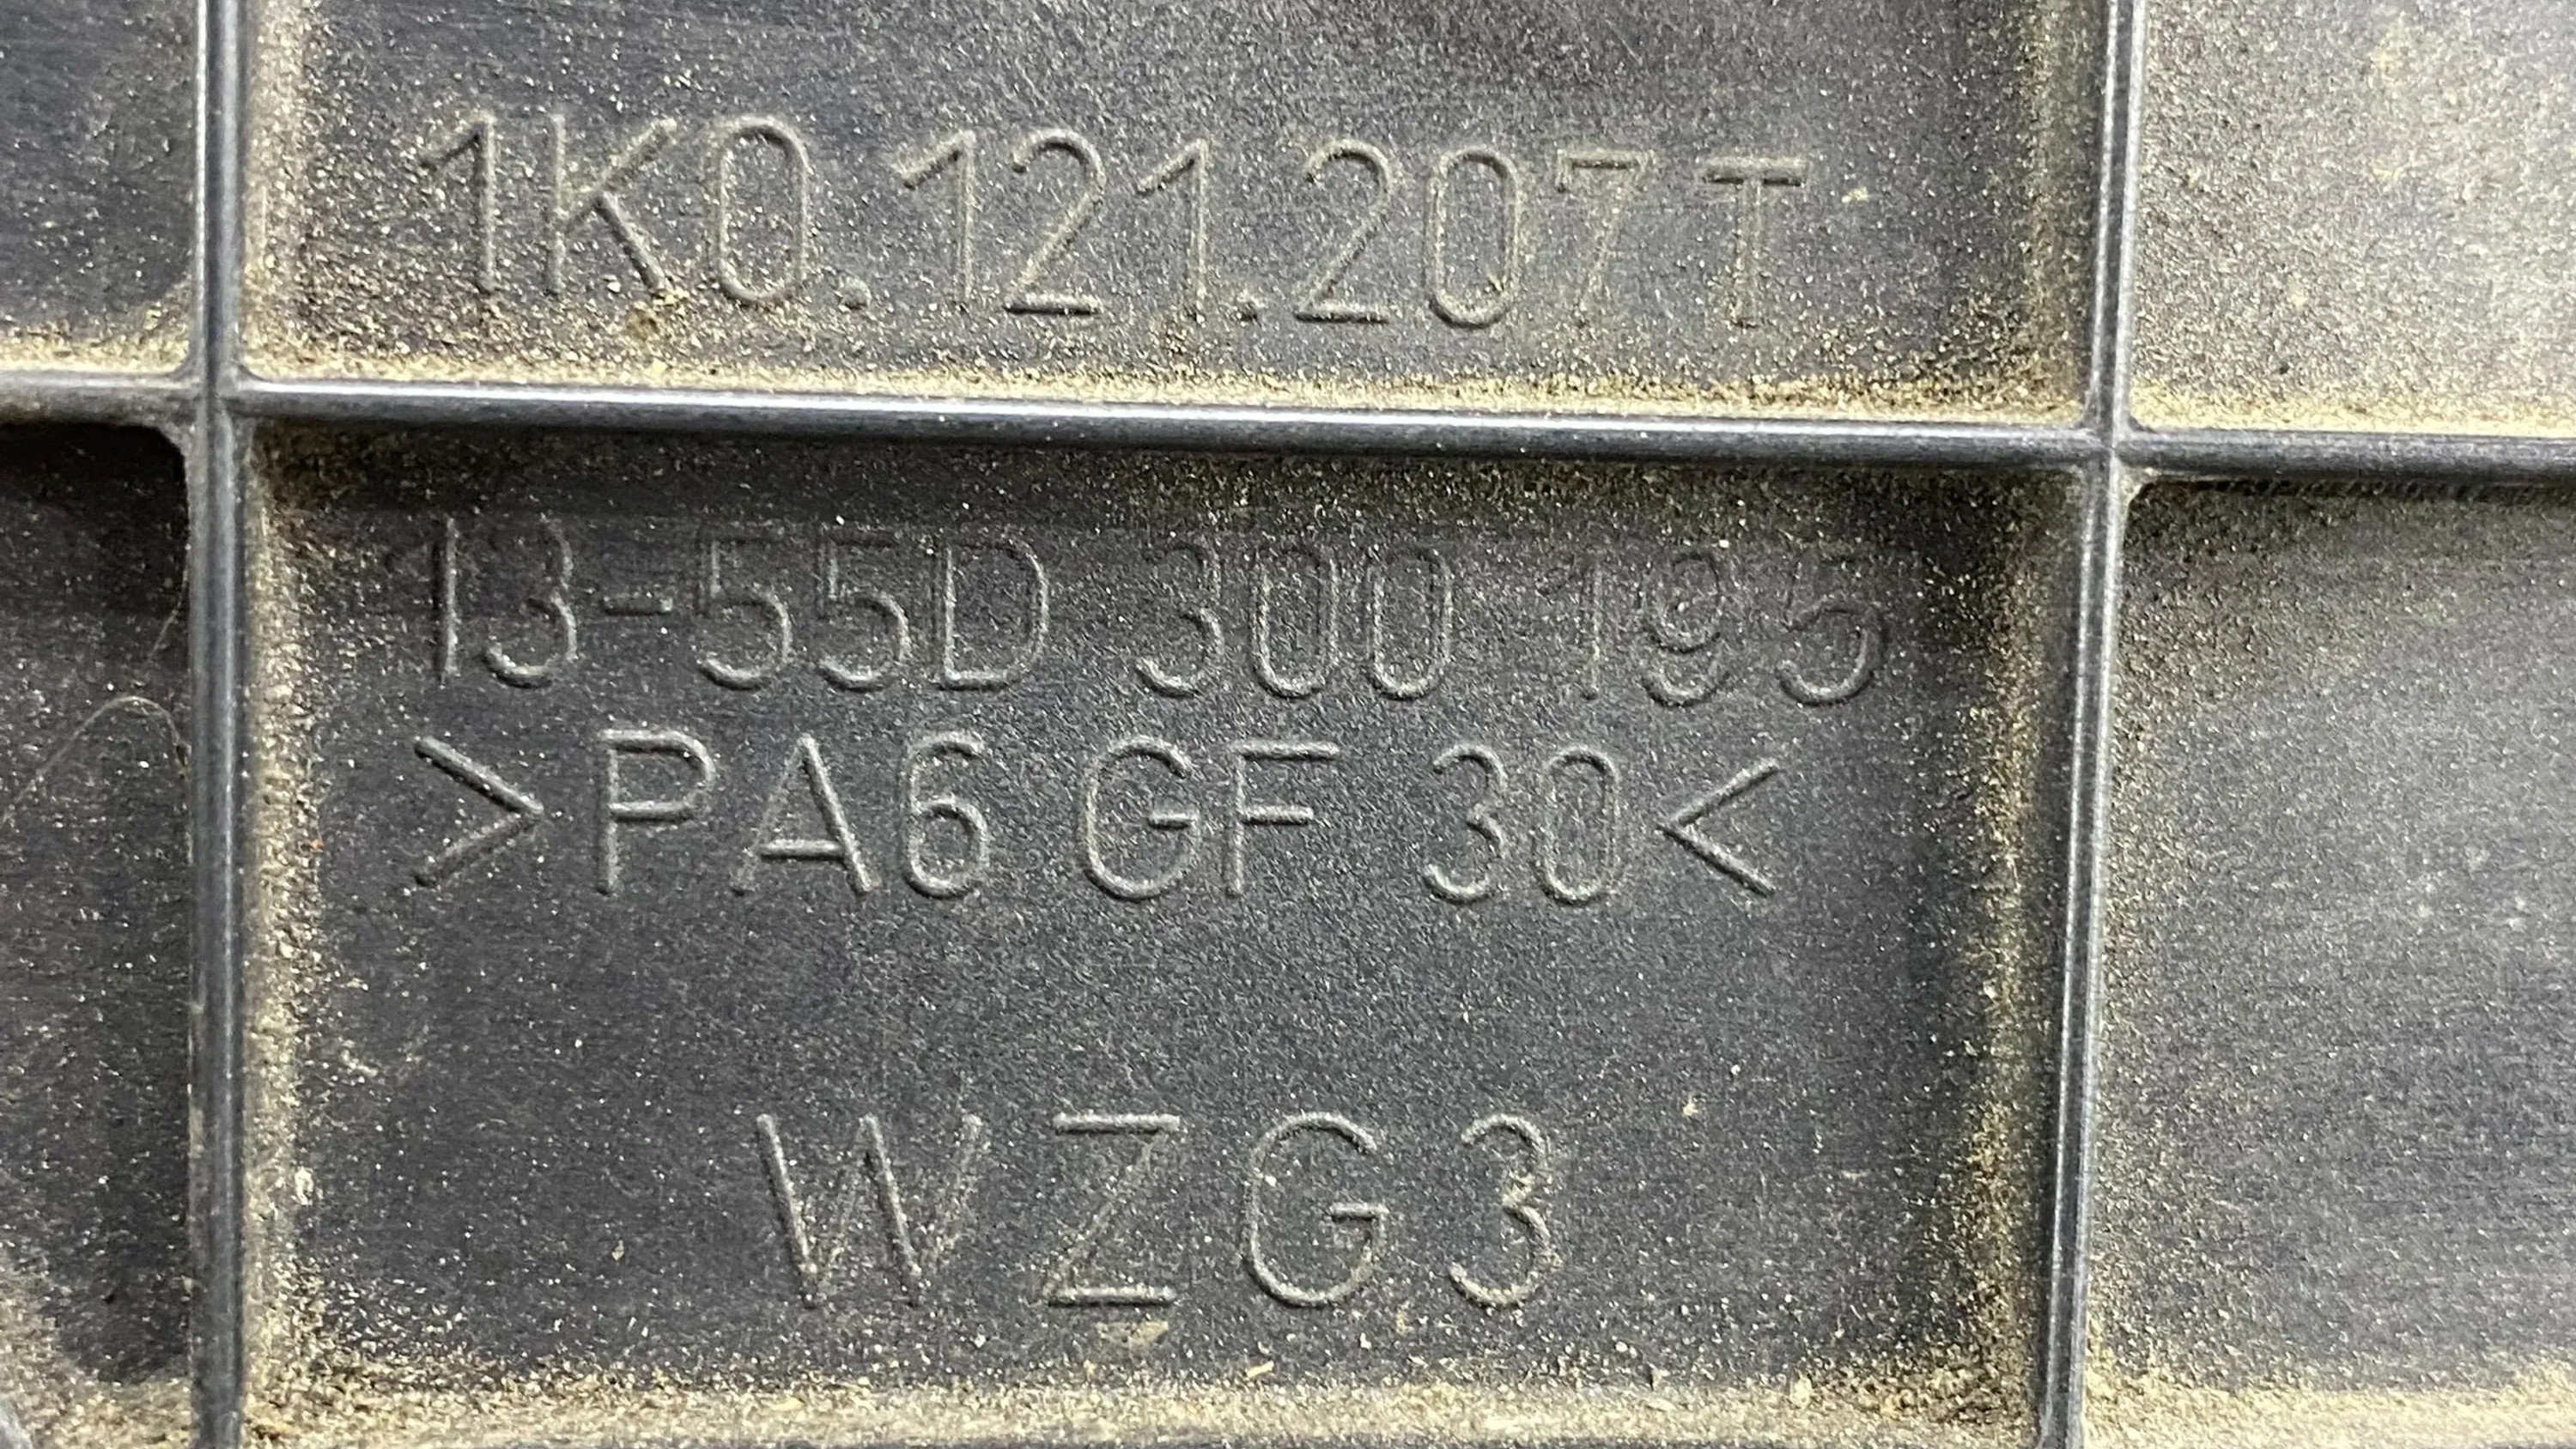 1K0.121.207 T
13-55D 300 195
>PA6 GF 30<
WZG3